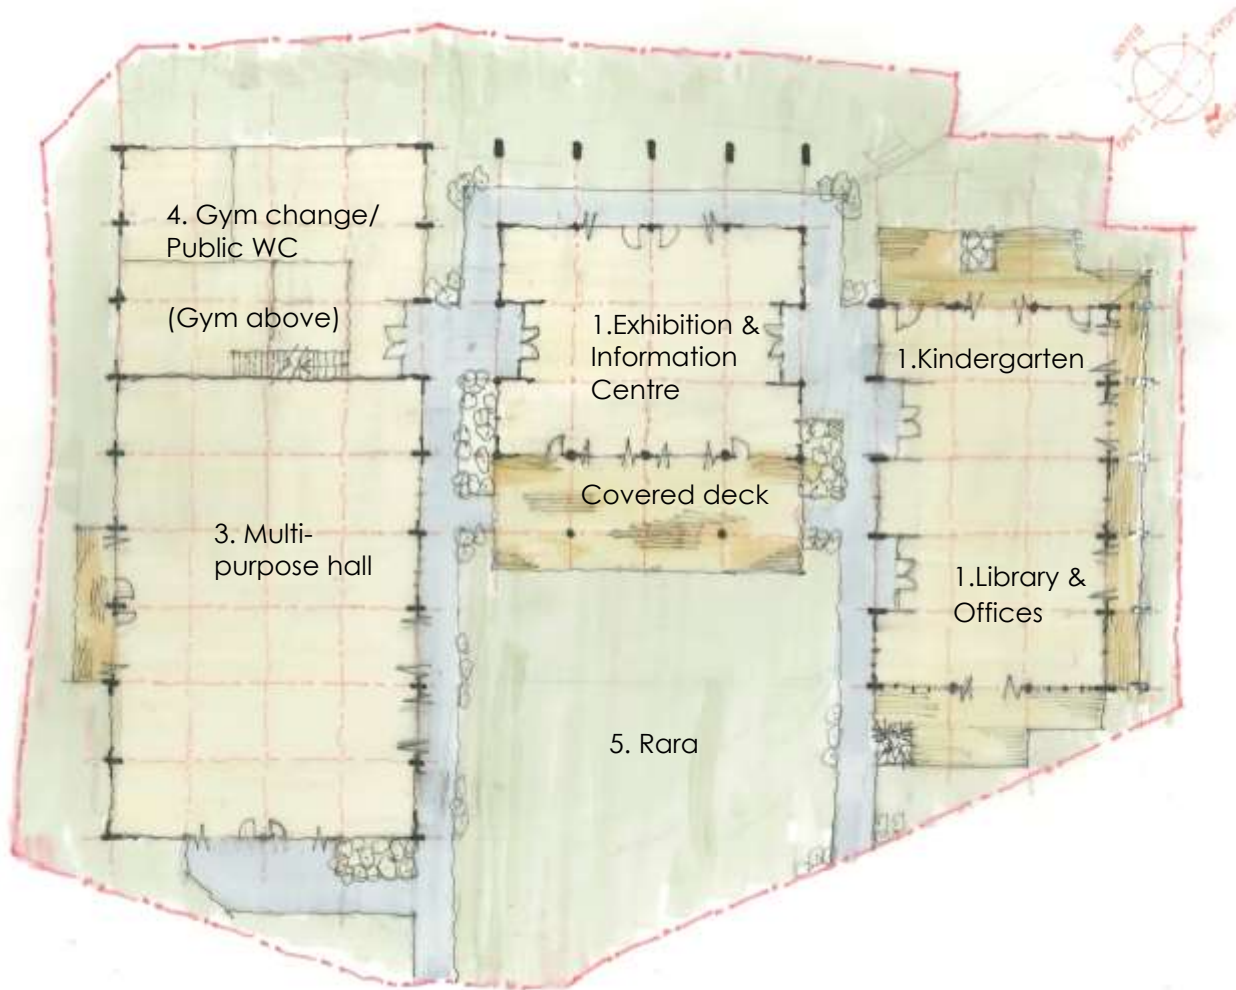 4. Gym change/
Public WC
(Gym above)
1.Exhibition &
Information
Centre
1.Kindergarten
Covered deck
3. Multi-
purpose hall
1.Library &
Offices
5. Rara